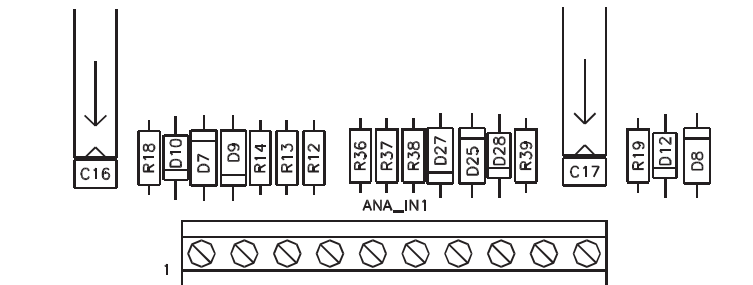 C16 R18 D10 D7 D9 R14 R13 R12 R36 R37 R38 D27 D25 D28 R39 C17 R19 D12 D8
ANA_IN1
1